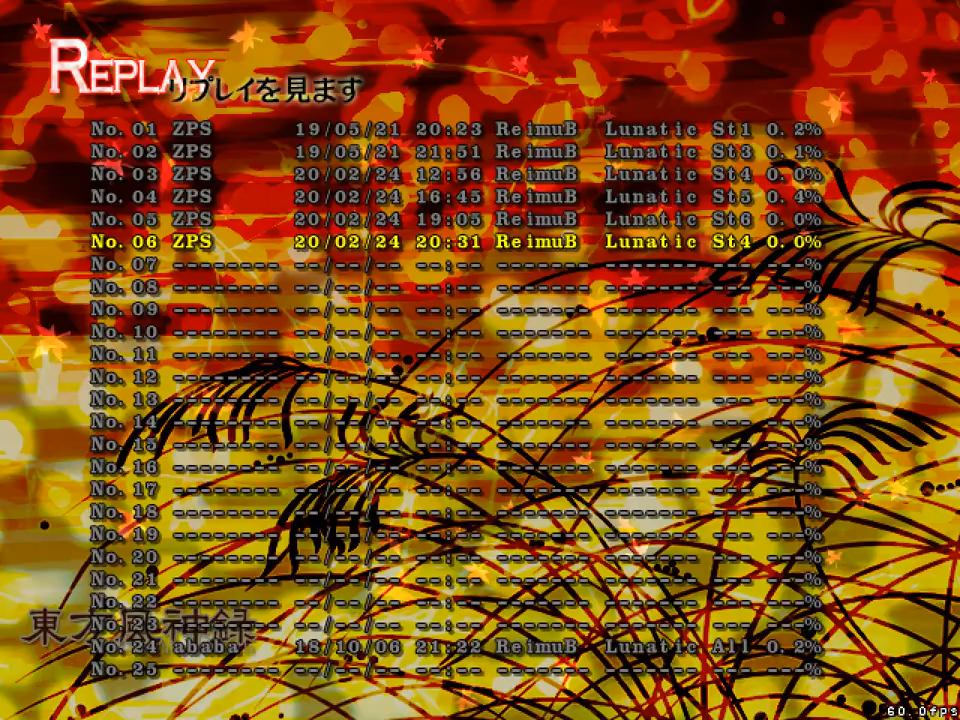 REPLAY
リプレイを見ます
No. 01 ZPS 19/05/21 20:23 ReimuB Lunatic St1 0.2%
No. 02 ZPS 19/05/21 21:51 ReimuB Lunatic St3 0.1%
No. 03 ZPS 20/02/24 12:56 ReimuB Lunatic St4 0.0%
No. 04 ZPS 20/02/24 16:45 ReimuB Lunatic St5 0.4%
No. 05 ZPS 20/02/24 19:05 ReimuB Lunatic St6 0.0%
No. 06 ZPS 20/02/24 20:31 ReimuB Lunatic St4 0.0%
No. 07 -------- --/--/-- --:-- ------- ------- --- ---%
No. 08 -------- --/--/-- --:-- ------- ------- --- ---%
No. 09 -------- --/--/-- --:-- ------- ------- --- ---%
No. 10 -------- --/--/-- --:-- ------- ------- --- ---%
No. 11 -------- --/--/-- --:-- ------- ------- --- ---%
No. 12 -------- --/--/-- --:-- ------- ------- --- ---%
No. 13 -------- --/--/-- --:-- ------- ------- --- ---%
No. 14 -------- --/--/-- --:-- ------- ------- --- ---%
No. 15 -------- --/--/-- --:-- ------- ------- --- ---%
No. 16 -------- --/--/-- --:-- ------- ------- --- ---%
No. 17 -------- --/--/-- --:-- ------- ------- --- ---%
No. 18 -------- --/--/-- --:-- ------- ------- --- ---%
No. 19 -------- --/--/-- --:-- ------- ------- --- ---%
No. 20 -------- --/--/-- --:-- ------- ------- --- ---%
No. 21 -------- --/--/-- --:-- ------- ------- --- ---%
No. 22 -------- --/--/-- --:-- ------- ------- --- ---%
No. 23 -------- --/--/-- --:-- ------- ------- --- ---%
東方風神録
No. 24 ababa 18/10/06 21:22 ReimuB Lunatic All 0.2%
No. 25 -------- --/--/-- --:-- ------- ------- --- ---%
60.0fps